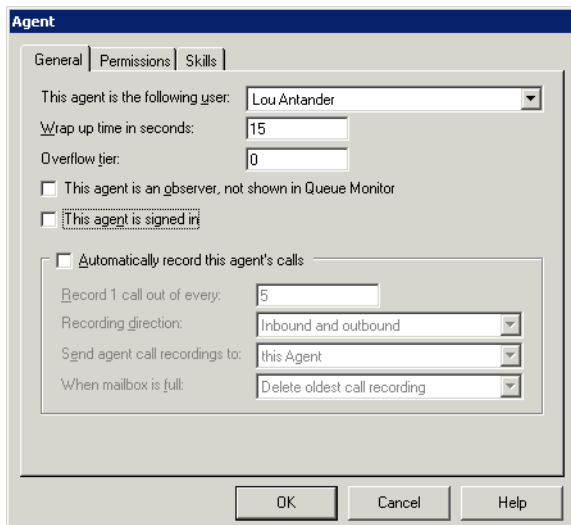 Agent
General Permissions Skills
This agent is the following user: Lou Antander
Wrap up time in seconds: 15
Overflow tier: 0
This agent is an observer, not shown in Queue Monitor
This agent is signed in
Automatically record this agent's calls
Record 1 call out of every: 5
Recording direction: Inbound and outbound
Send agent call recordings to: this Agent
When mailbox is full: Delete oldest call recording
OK Cancel Help